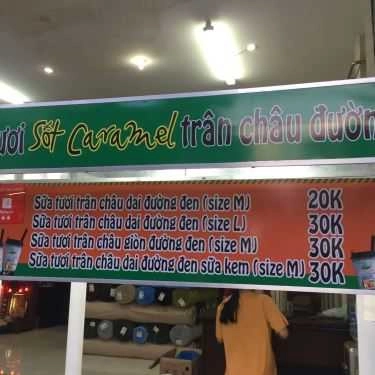 ươi Sốt Caramel trân châu đườn
Sữa tươi trân châu dai đường đen (size M) 20K
Sữa tươi trân châu dai đường đen (size L) 30K
Sữa tươi trân châu giòn đường đen (size M) 30K
Sữa tươi trân châu dai đường đen sữa kem (size M) 30K